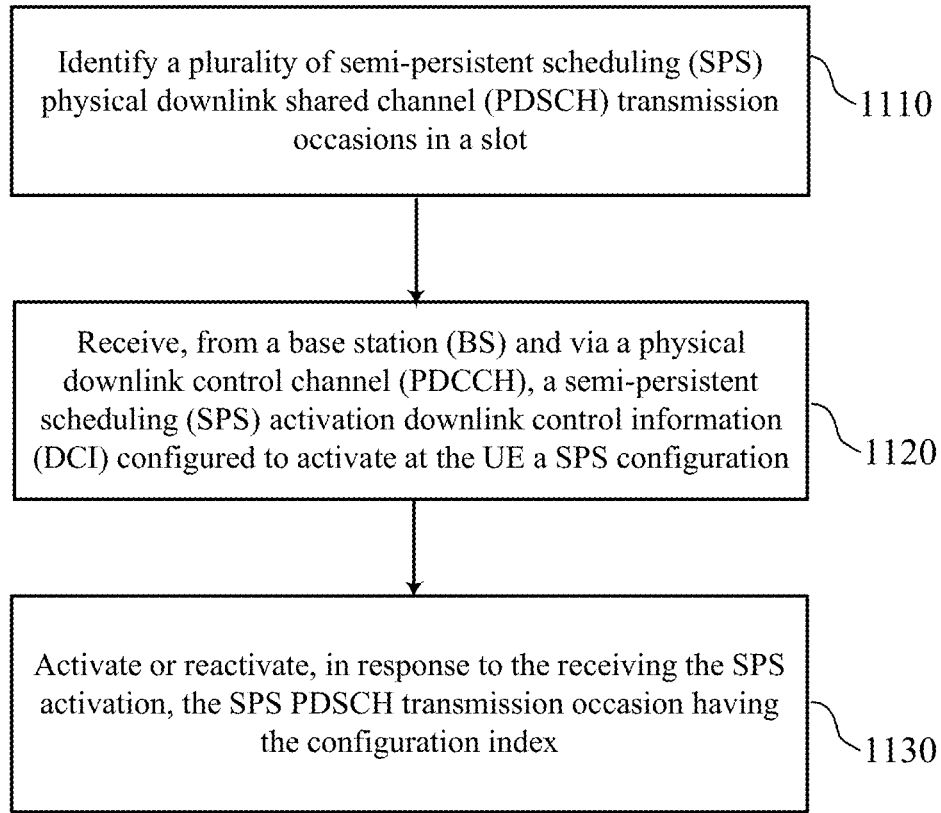 Identify a plurality of semi-persistent scheduling (SPS)
physical downlink shared channel (PDSCH) transmission
occasions in a slot
1110
Receive, from a base station (BS) and via a physical
downlink control channel (PDCCH), a semi-persistent
scheduling (SPS) activation downlink control information
(DCI) configured to activate at the UE a SPS configuration
1120
Activate or reactivate, in response to the receiving the SPS
activation, the SPS PDSCH transmission occasion having
the configuration index
1130